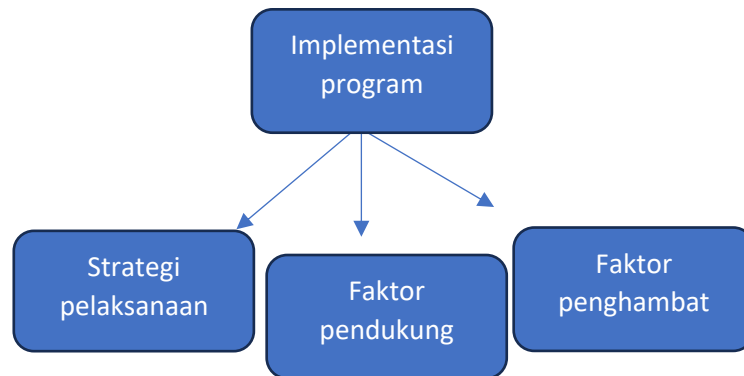 Implementasi
program
Strategi
pelaksanaan
Faktor
pendukung
Faktor
penghambat